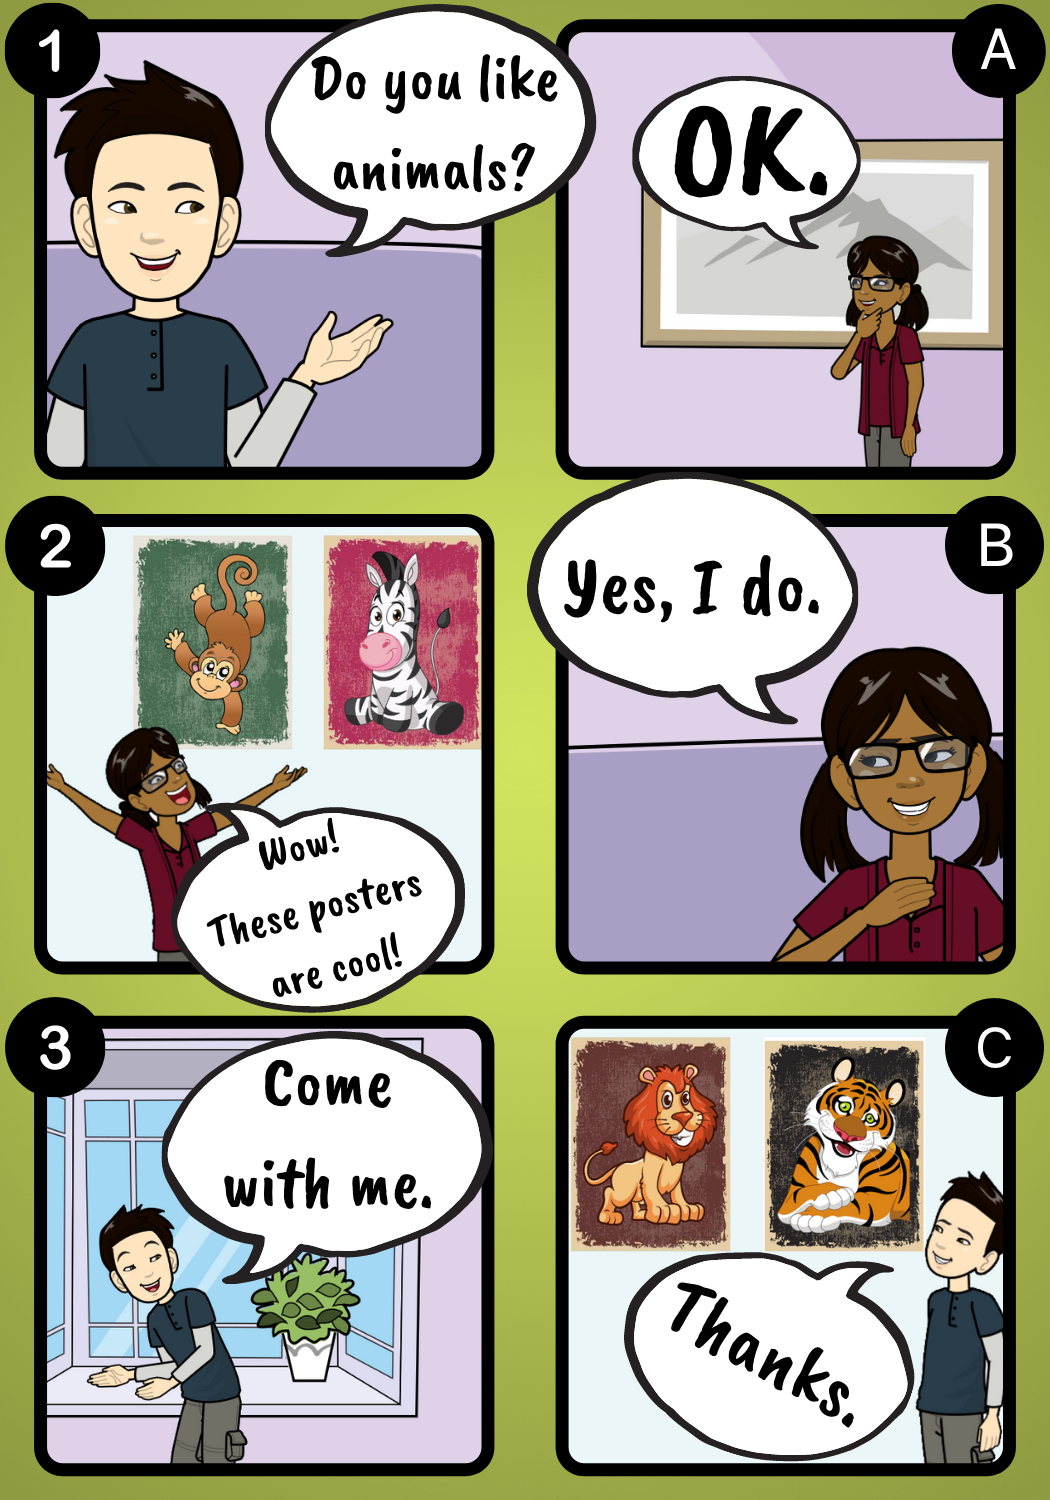 1
Do you like
animals?
A
OK.
2
Wow!
These posters
are cool!
B
Yes, I do.
3
Come
with me.
C
Thanks.